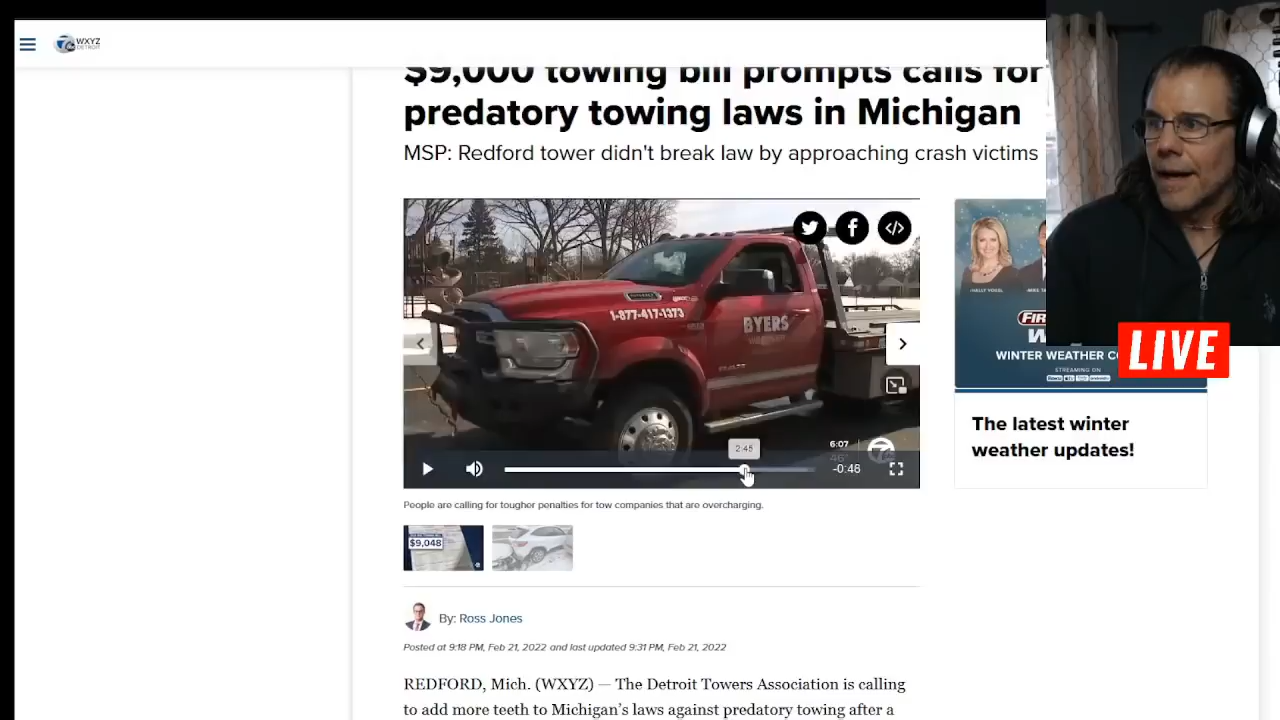 WXYZ
DETROIT
$9,000 towing bill prompts calls for
predatory towing laws in Michigan
MSP: Redford tower didn't break law by approaching crash victims
1-877-417-1373
BYERS
2:45
6:07
46°
-0:48
WINTER WEATHER
STREAMING ON
LIVE
The latest winter
weather updates!
People are calling for tougher penalties for tow companies that are overcharging.
$9,048
By: Ross Jones
Posted at 9:18 PM, Feb 21, 2022 and last updated 9:31 PM, Feb 21, 2022
REDFORD, Mich. (WXYZ) — The Detroit Towers Association is calling
to add more teeth to Michigan's laws against predatory towing after a